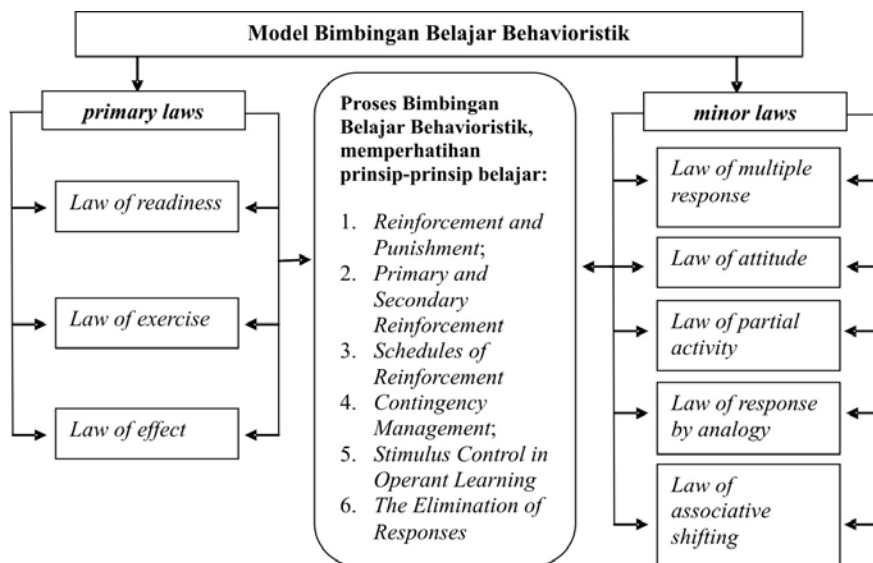 Model Bimbingan Belajar Behavioristik
primary laws
Law of readiness
Law of exercise
Law of effect
Proses Bimbingan
Belajar Behavioristik,
memperhatihan
prinsip-prinsip belajar:
1. Reinforcement and
Punishment;
2. Primary and
Secondary
Reinforcement
3. Schedules of
Reinforcement
4. Contingency
Management;
5. Stimulus Control in
Operant Learning
6. The Elimination of
Responses
minor laws
Law of multiple
response
Law of attitude
Law of partial
activity
Law of response
by analogy
Law of
associative
shifting